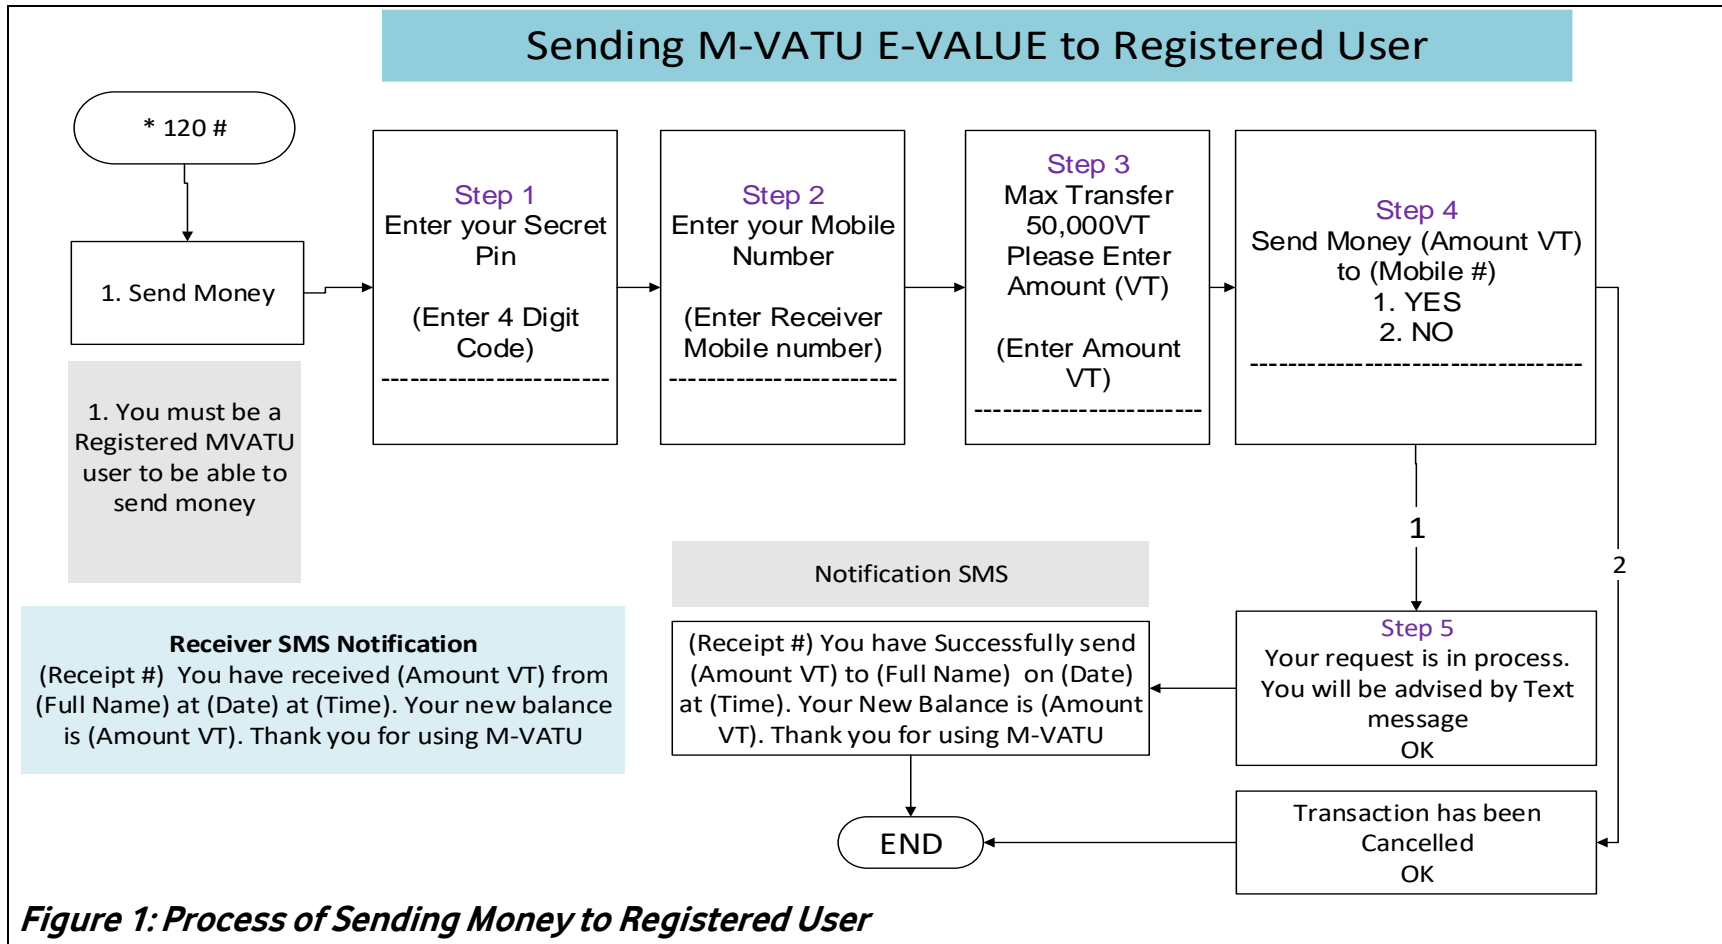 Sending M-VATU E-VALUE to Registered User
* 120 #
1. Send Money
1. You must be a
Registered MVATU
user to be able to
send money
Step 1
Enter your Secret
Pin
(Enter 4 Digit
Code)
------------------------
Step 2
Enter your Mobile
Number
(Enter Receiver
Mobile number)
------------------------
Step 3
Max Transfer
50,000VT
Please Enter
Amount (VT)
(Enter Amount
VT)
------------------------
Step 4
Send Money (Amount VT)
to (Mobile #)
1. YES
2. NO
-----------------------------------
1
2
Step 5
Your request is in process.
You will be advised by Text
message
OK
Notification SMS
(Receipt #) You have Successfully send
(Amount VT) to (Full Name) on (Date)
at (Time). Your New Balance is (Amount
VT). Thank you for using M-VATU
Receiver SMS Notification
(Receipt #) You have received (Amount VT) from
(Full Name) at (Date) at (Time). Your new balance
is (Amount VT). Thank you for using M-VATU
Transaction has been
Cancelled
OK
END
Figure 1: Process of Sending Money to Registered User